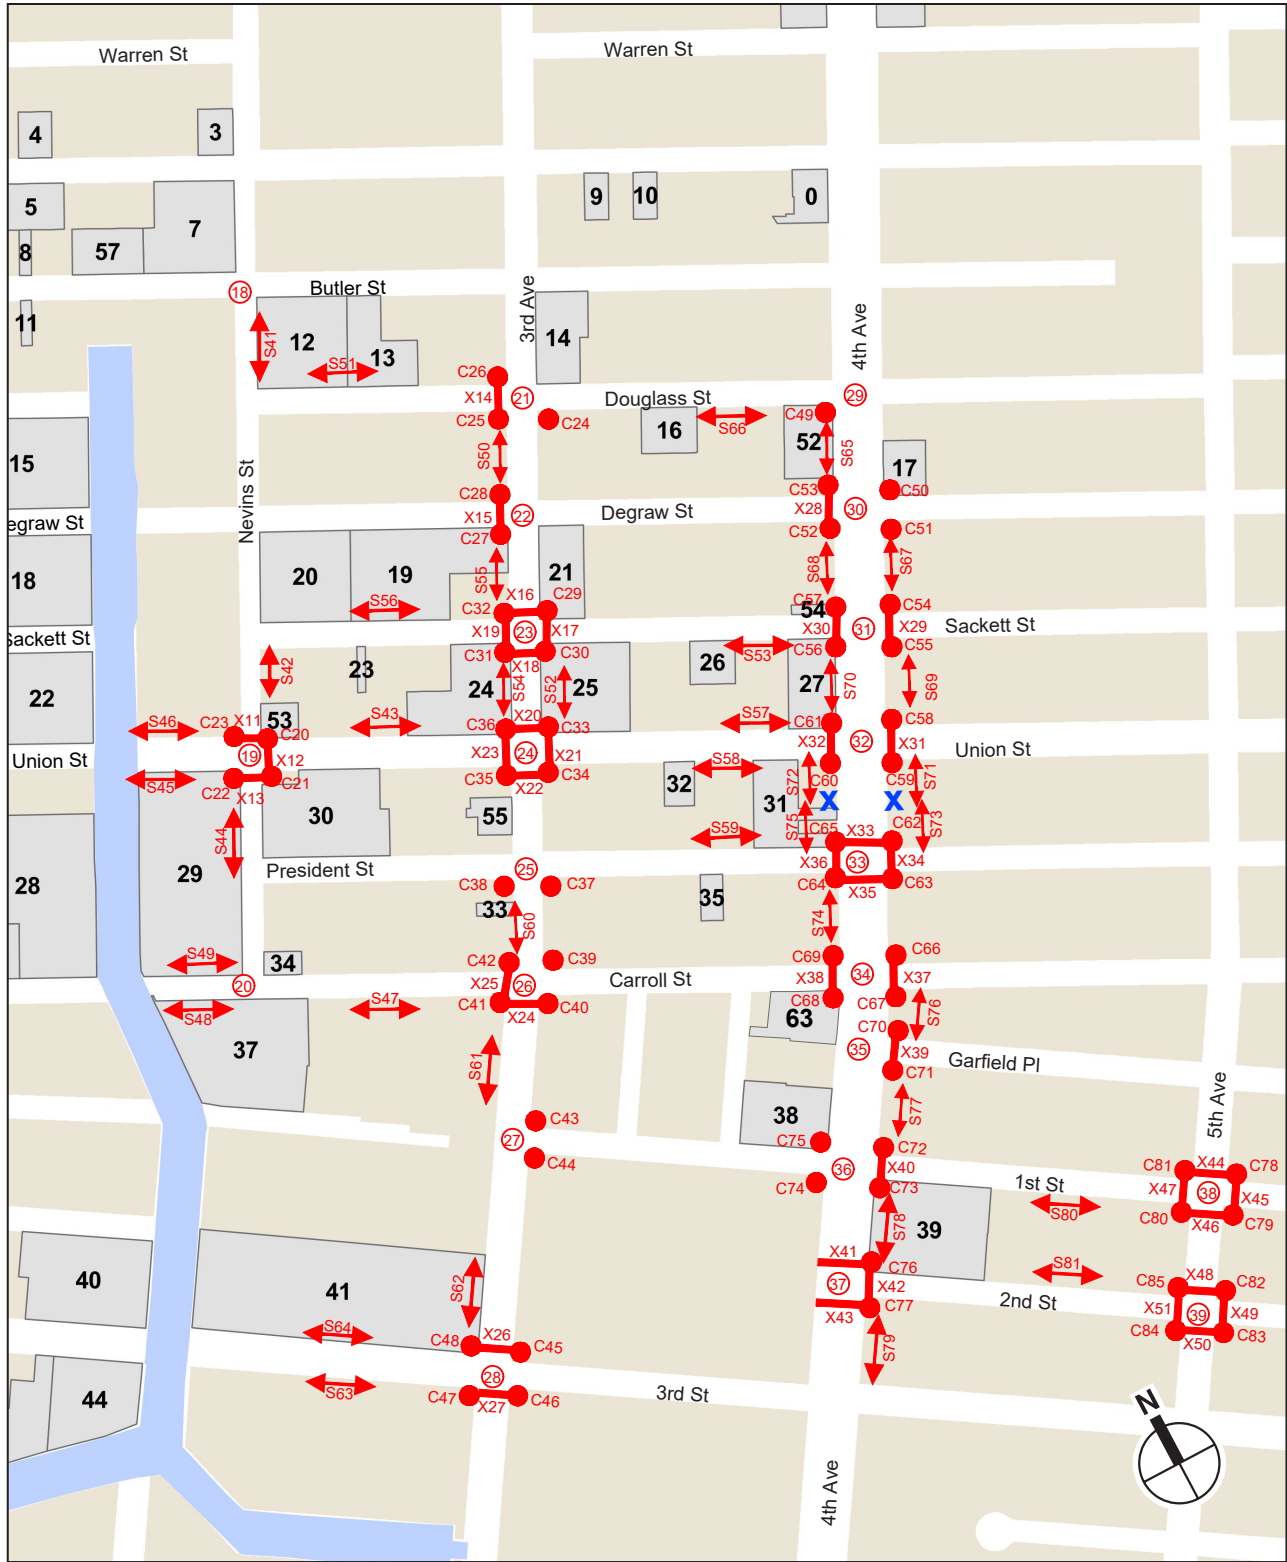 Warren St
Warren St
4
3
5
7
8
57
9
10
0
18
Butler St
3rd Ave
4th Ave
11
S41
12
S51
13
14
C26
X14
21
Douglass St
C25
C24
16
S66
29
C49
52
S65
15
S50
17
C53
C50
Nevins St
C28
X15
22
Degraw St
X28
30
egraw St
C27
C52
C51
18
20
19
S55
21
S68
S67
S56
X16
C32
C29
C57
54
C54
X19
23
X17
X30
31
X29
Sackett St
Sackett St
C31
X18
C30
26
S53
C56
C55
S42
23
24
S54
S52
25
27
S70
S69
22
53
S46
C23
X11
C20
S43
C36
X20
C33
S57
C61
C58
Union St
19
X12
X23
24
X21
X32
32
X31
Union St
S45
C22
X13
C21
C35
X22
C34
32
S58
31
S72
C60
C59
S71
X
X
S44
30
55
S59
S75
C65
X33
C62
S73
28
29
President St
25
X36
33
X34
C38
C37
35
C64
X35
C63
33
S60
S74
S49
34
C42
C39
C69
C66
20
X25
26
Carroll St
X38
34
X37
S48
S47
C41
X24
C40
C68
C67
S76
37
63
C70
S61
35
X39
Garfield Pl
C71
38
S77
5th Ave
C43
27
C75
C72
C44
36
X40
C74
C73
1st St
C81
X44
C78
X47
38
X45
S80
C80
X46
C79
40
41
S62
S78
39
X41
C76
S81
37
X42
2nd St
C85
X48
C82
X43
C77
X51
39
X49
S64
C48
X26
C45
S79
C84
X50
C83
28
S63
C47
X27
C46
3rd St
44
N
4th Ave